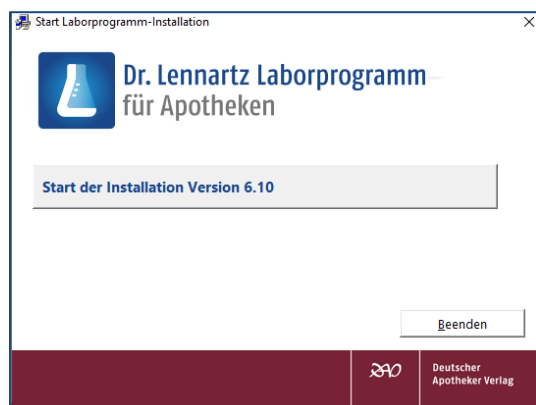 Start Laborprogramm-Installation
Dr. Lennartz Laborprogramm
für Apotheken
Start der Installation Version 6.10
Beenden
DAV
Deutscher
Apotheker Verlag